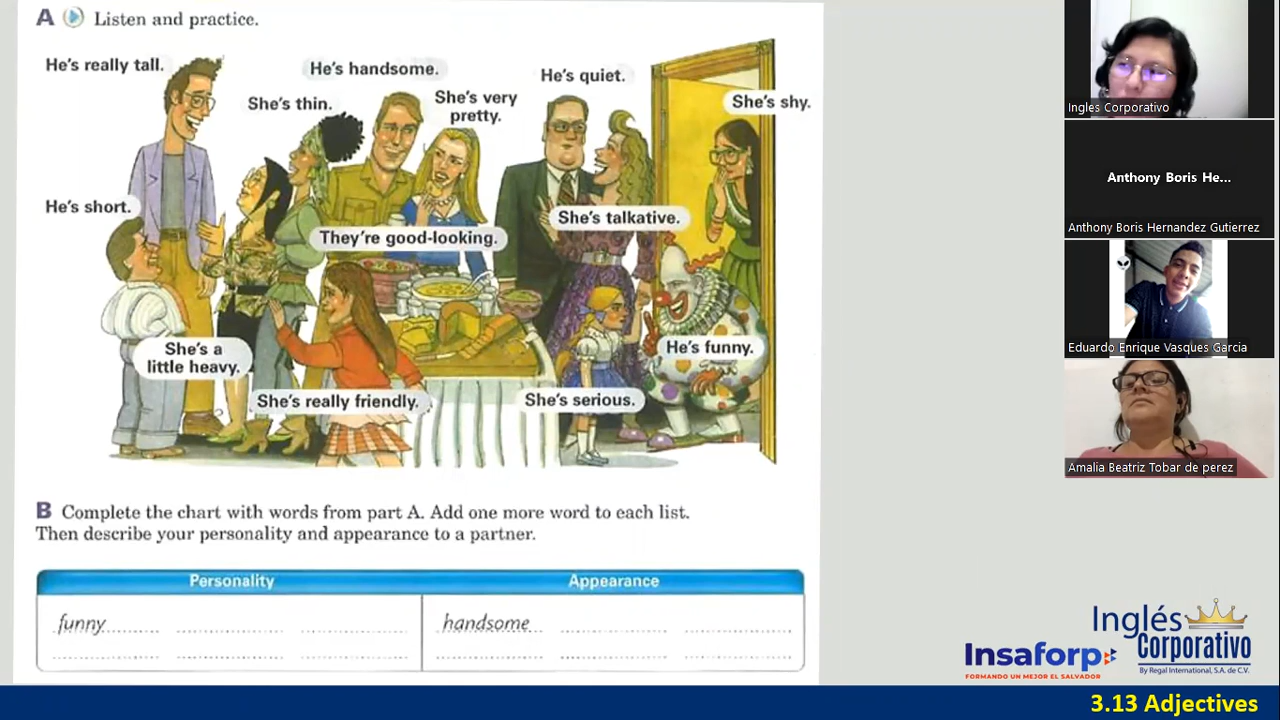 A Listen and practice.
He's really tall.
He's handsome.
He's quiet.
She's thin.
She's very
pretty.
She's shy.
He's short.
She's talkative.
They're good-looking.
She's a
little heavy.
He's funny.
She's really friendly.
She's serious.
B Complete the chart with words from part A. Add one more word to each list.
Then describe your personality and appearance to a partner.
Personality Appearance
funny handsome
Ingles Corporativo
Anthony Boris He...
Anthony Boris Hernandez Gutierrez
Eduardo Enrique Vasques Garcia
Amalia Beatriz Tobar de perez
Insaforp
FORMANDO UN MEJOR EL SALVADOR
Inglés
Corporativo
By Regal International, S.A. de C.V.
3.13 Adjectives